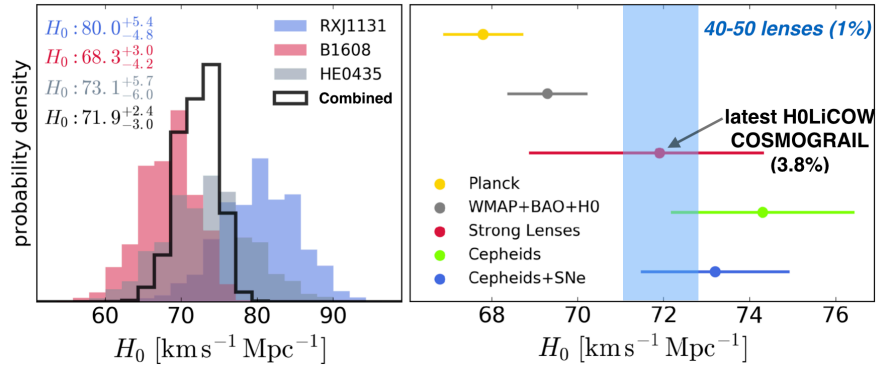 H₀ : 80.0 +5.4 −4.8
H₀ : 68.3 +3.0 −4.2
H₀ : 73.1 +5.7 −6.0
H₀ : 71.9 +2.4 −3.0
RXJ1131
B1608
HE0435
Combined
probability density
60 70 80 90
H₀ [km s⁻¹ Mpc⁻¹]
40-50 lenses (1%)
latest H0LiCOW
COSMOGRAIL
(3.8%)
Planck
WMAP+BAO+H0
Strong Lenses
Cepheids
Cepheids+SNe
68 70 72 74 76
H₀ [km s⁻¹ Mpc⁻¹]